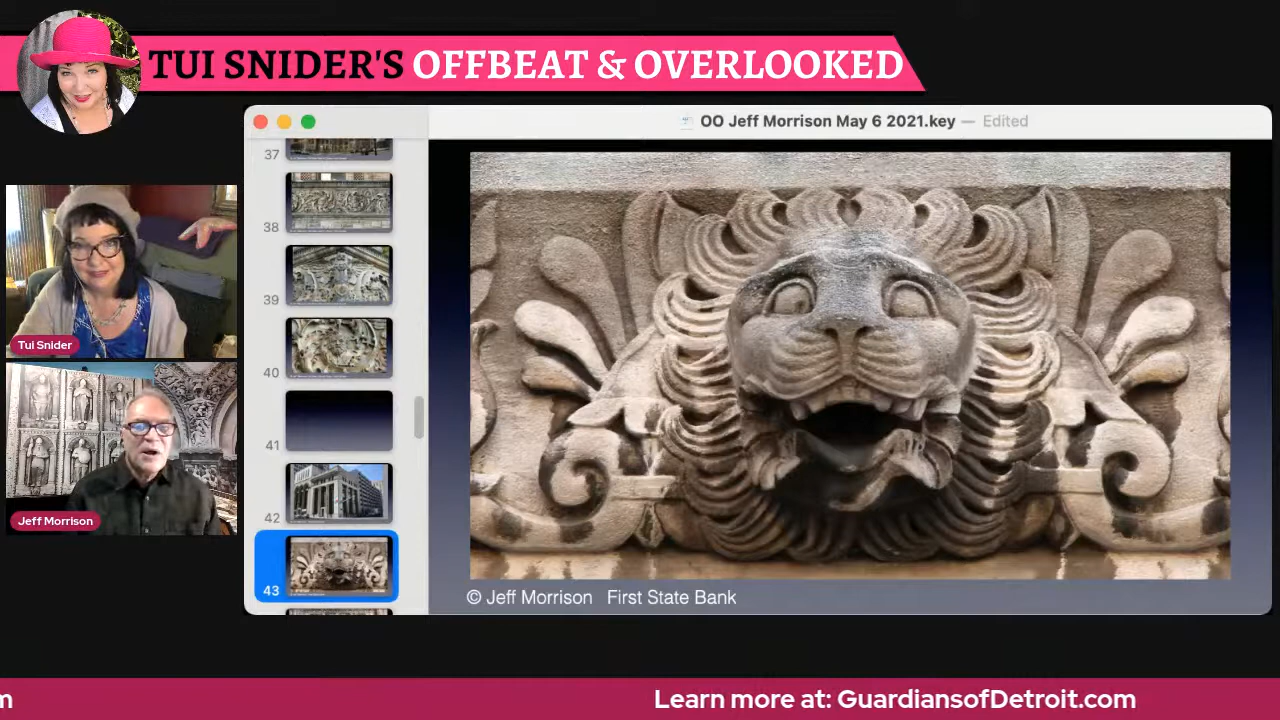 TUI SNIDER'S OFFBEAT & OVERLOOKED
OO Jeff Morrison May 6 2021.key — Edited
37
38
39
40
41
42
43
Tui Snider
Jeff Morrison
© Jeff Morrison First State Bank
m
Learn more at: GuardiansofDetroit.com